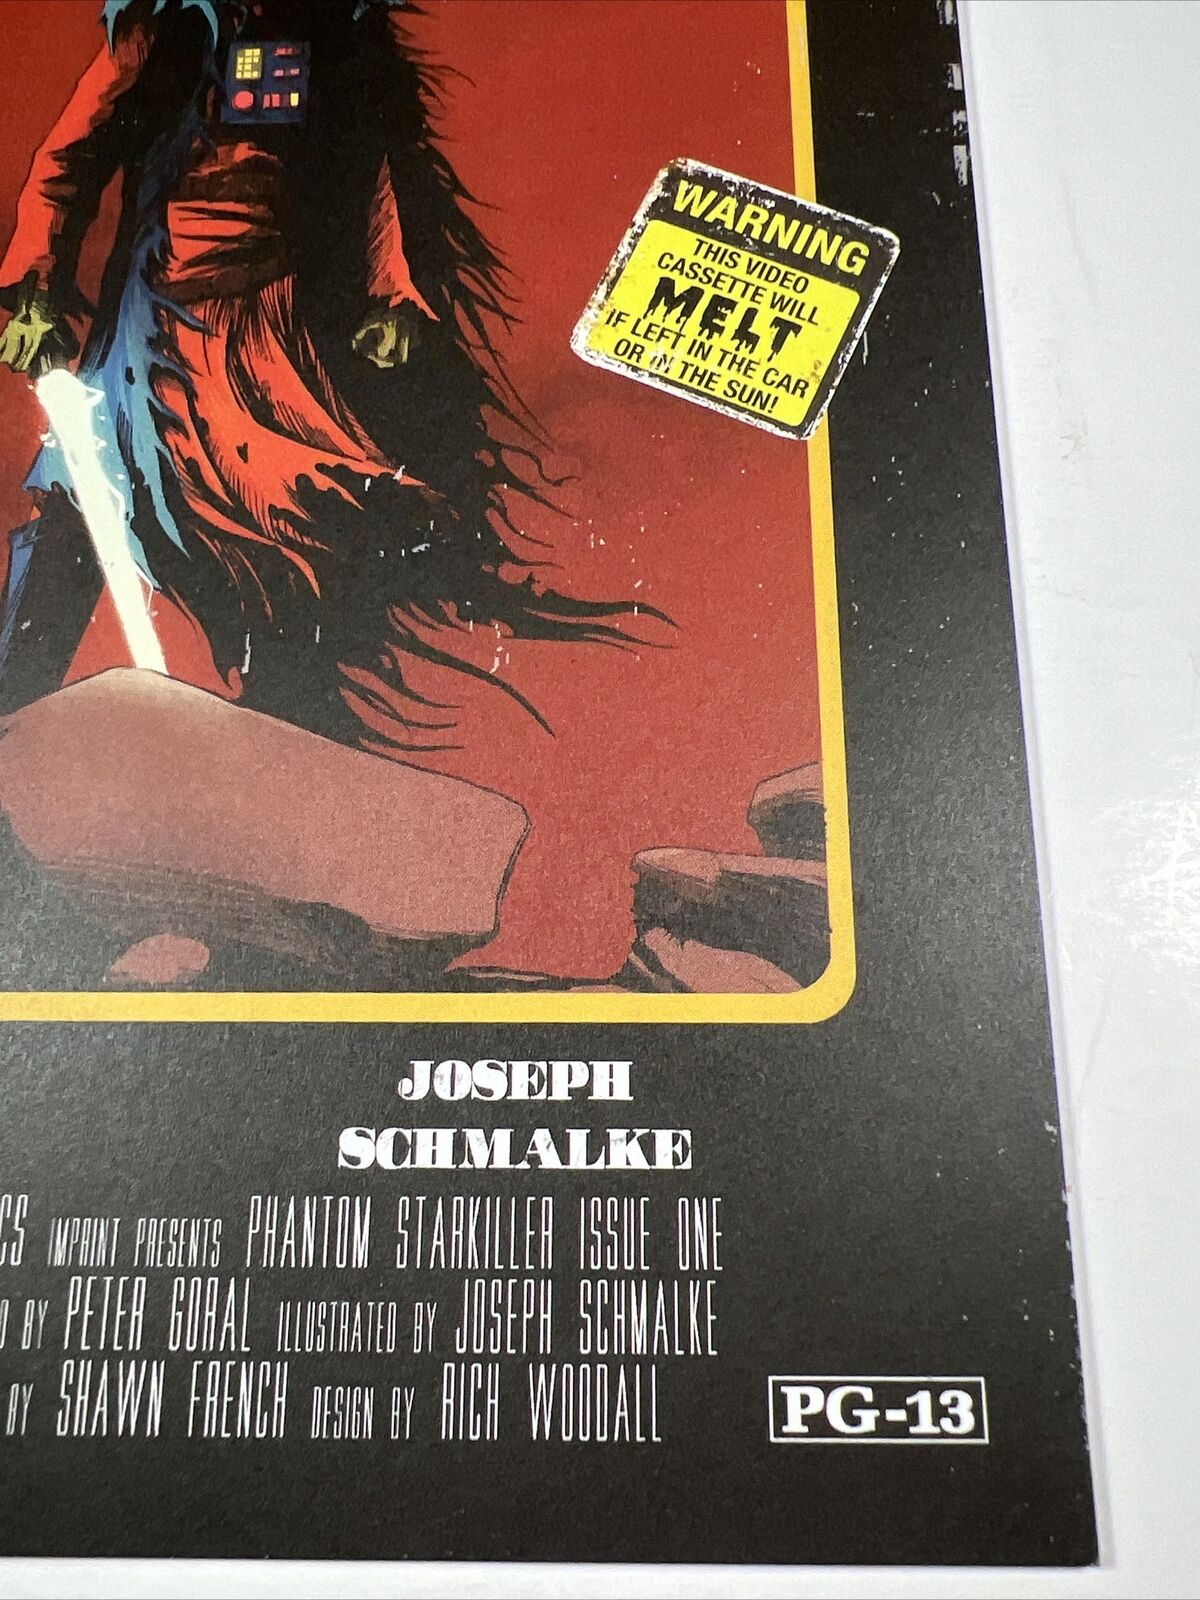 WARNING
THIS VIDEO
CASSETTE WILL
MELT
IF LEFT IN THE CAR
OR IN THE SUN!
JOSEPH
SCHMALKE
CS IMPRINT PRESENTS PHANTOM STARKILLER ISSUE ONE
BY PETER GORAL ILLUSTRATED BY JOSEPH SCHMALKE
BY SHAWN FRENCH DESIGN BY RICH WOODALL
PG-13